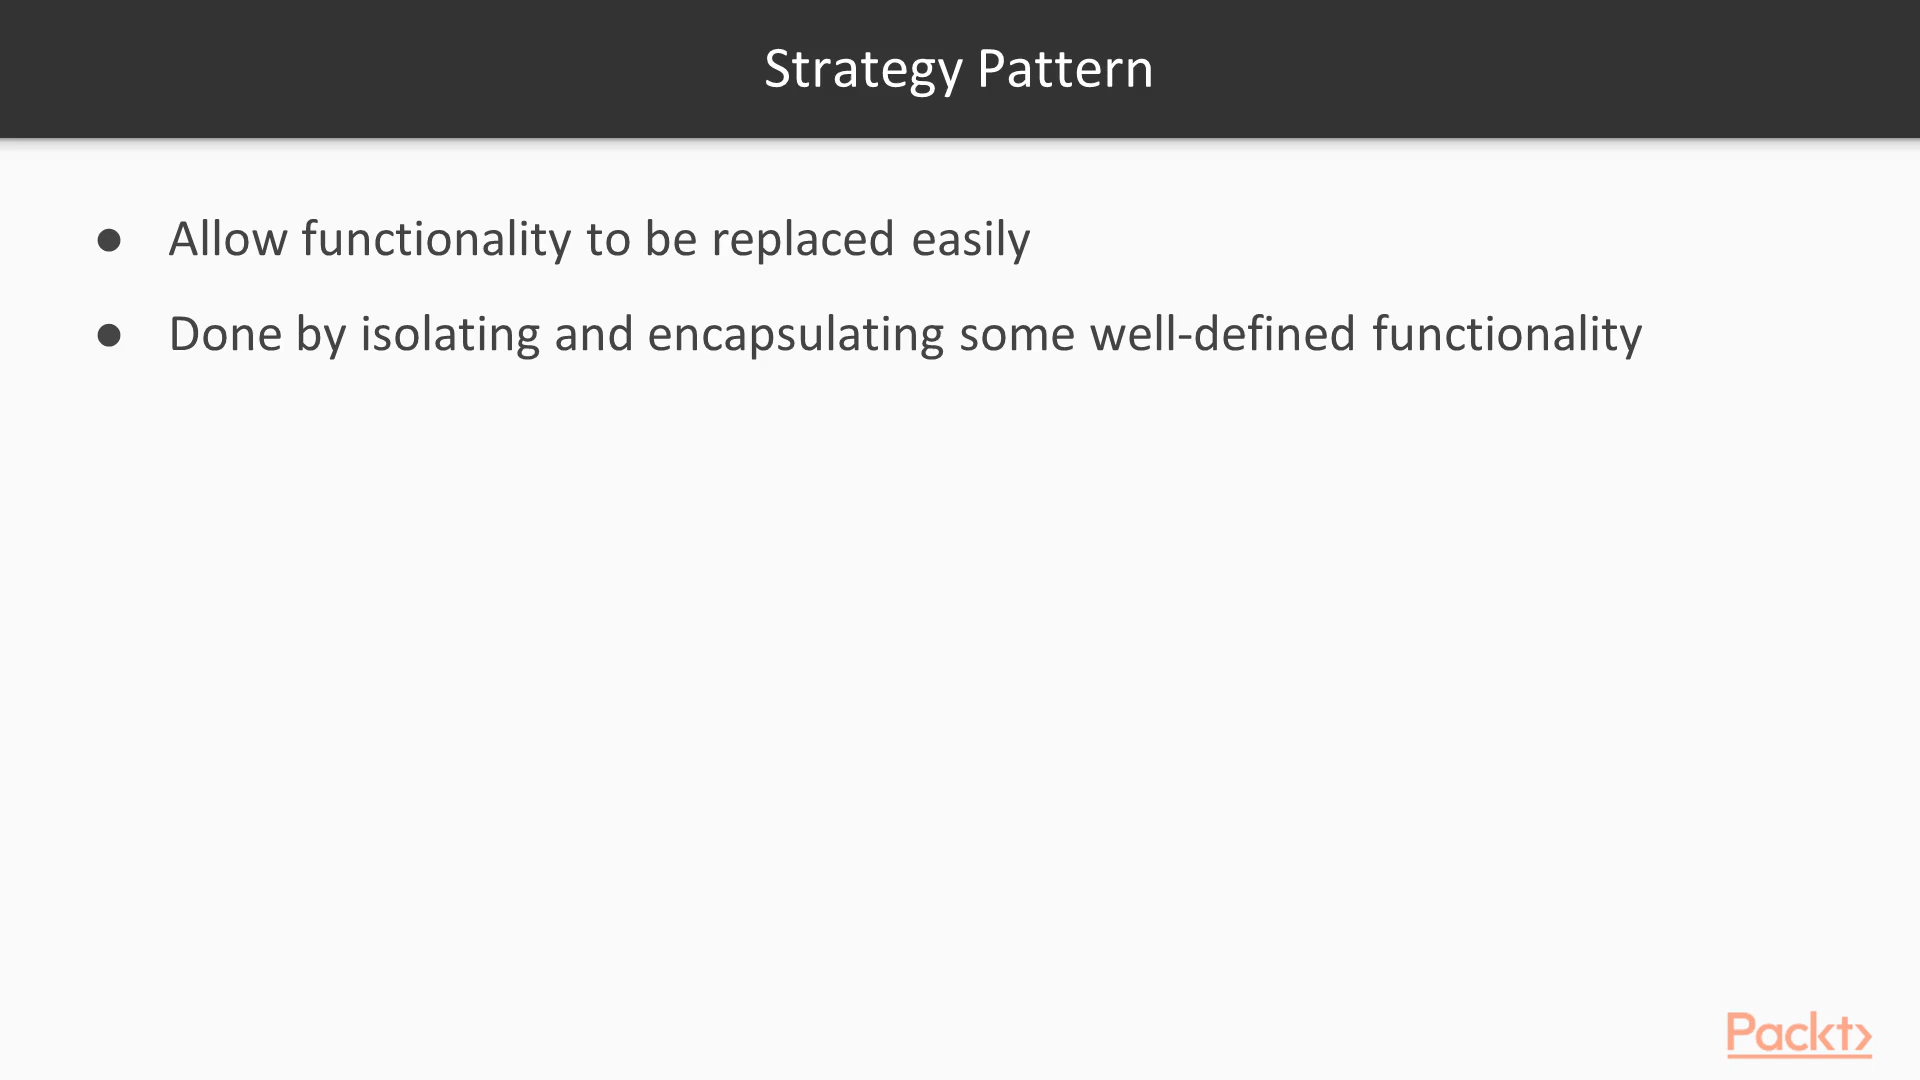 Strategy Pattern
● Allow functionality to be replaced easily
● Done by isolating and encapsulating some well-defined functionality
Packt>